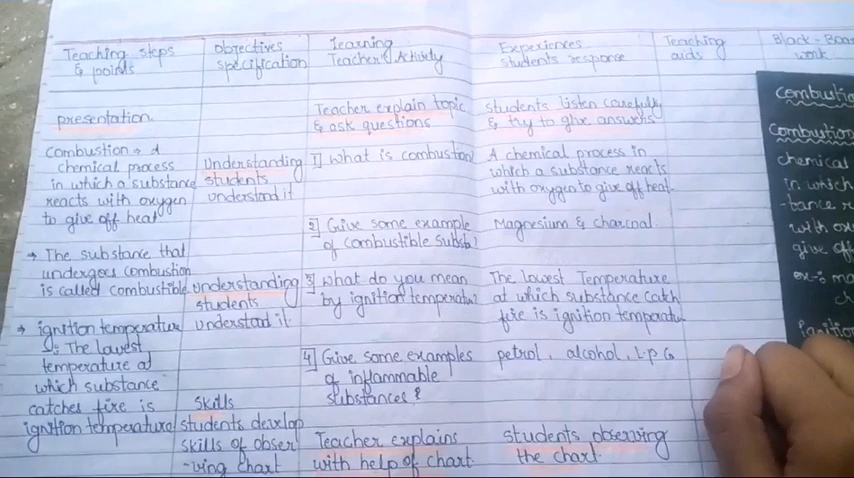 Teaching steps
& points
objectives
specification
Learning
Teacher's Activity
Experiences
students response
Teaching
aids
Black-Boar
work
presentation
Teacher explain topic
& ask questions
students listen carefully
& try to give answers
Combustion → A
chemical process
in which a substance
reacts with oxygen
to give off heat
Understanding
students
understand it
1] what is combustion
A chemical process in
which a substance reacts
with oxygen to give off heat.
2] Give some example
of combustible substa?
Magnesium & charcoal.
→ The substance that
undergoes combustion
is called combustible.
understanding
students
understand it
3] what do you mean
by ignition temperatur?
The lowest Temperature
at which substance catch
fire is ignition temperatu
→ ignition temperature
:- The lowest
temperature at
which substance
catches fire is
ignition temperature
4] Give some examples
of inflammable
substances?
petrol, alcohol, L.P.G
skills
students develop
skills of obser
-ving chart
Teacher explains
with help of chart.
students observing
the chart.
Combustio
Combustion
chemical
in which
-tance r
with ox
give off
ex-: ma
ch
ignition